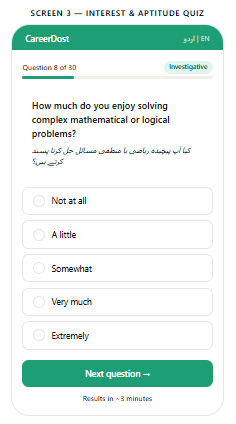 SCREEN 3 — INTEREST & APTITUDE QUIZ
CareerDost
اردو | EN
Question 8 of 30
Investigative
How much do you enjoy solving
complex mathematical or logical
problems?
کیا آپ پیچیدہ ریاضی یا منطقی مسائل حل کرنا پسند
کرتے ہیں؟
Not at all
A little
Somewhat
Very much
Extremely
Next question →
Results in ~3 minutes